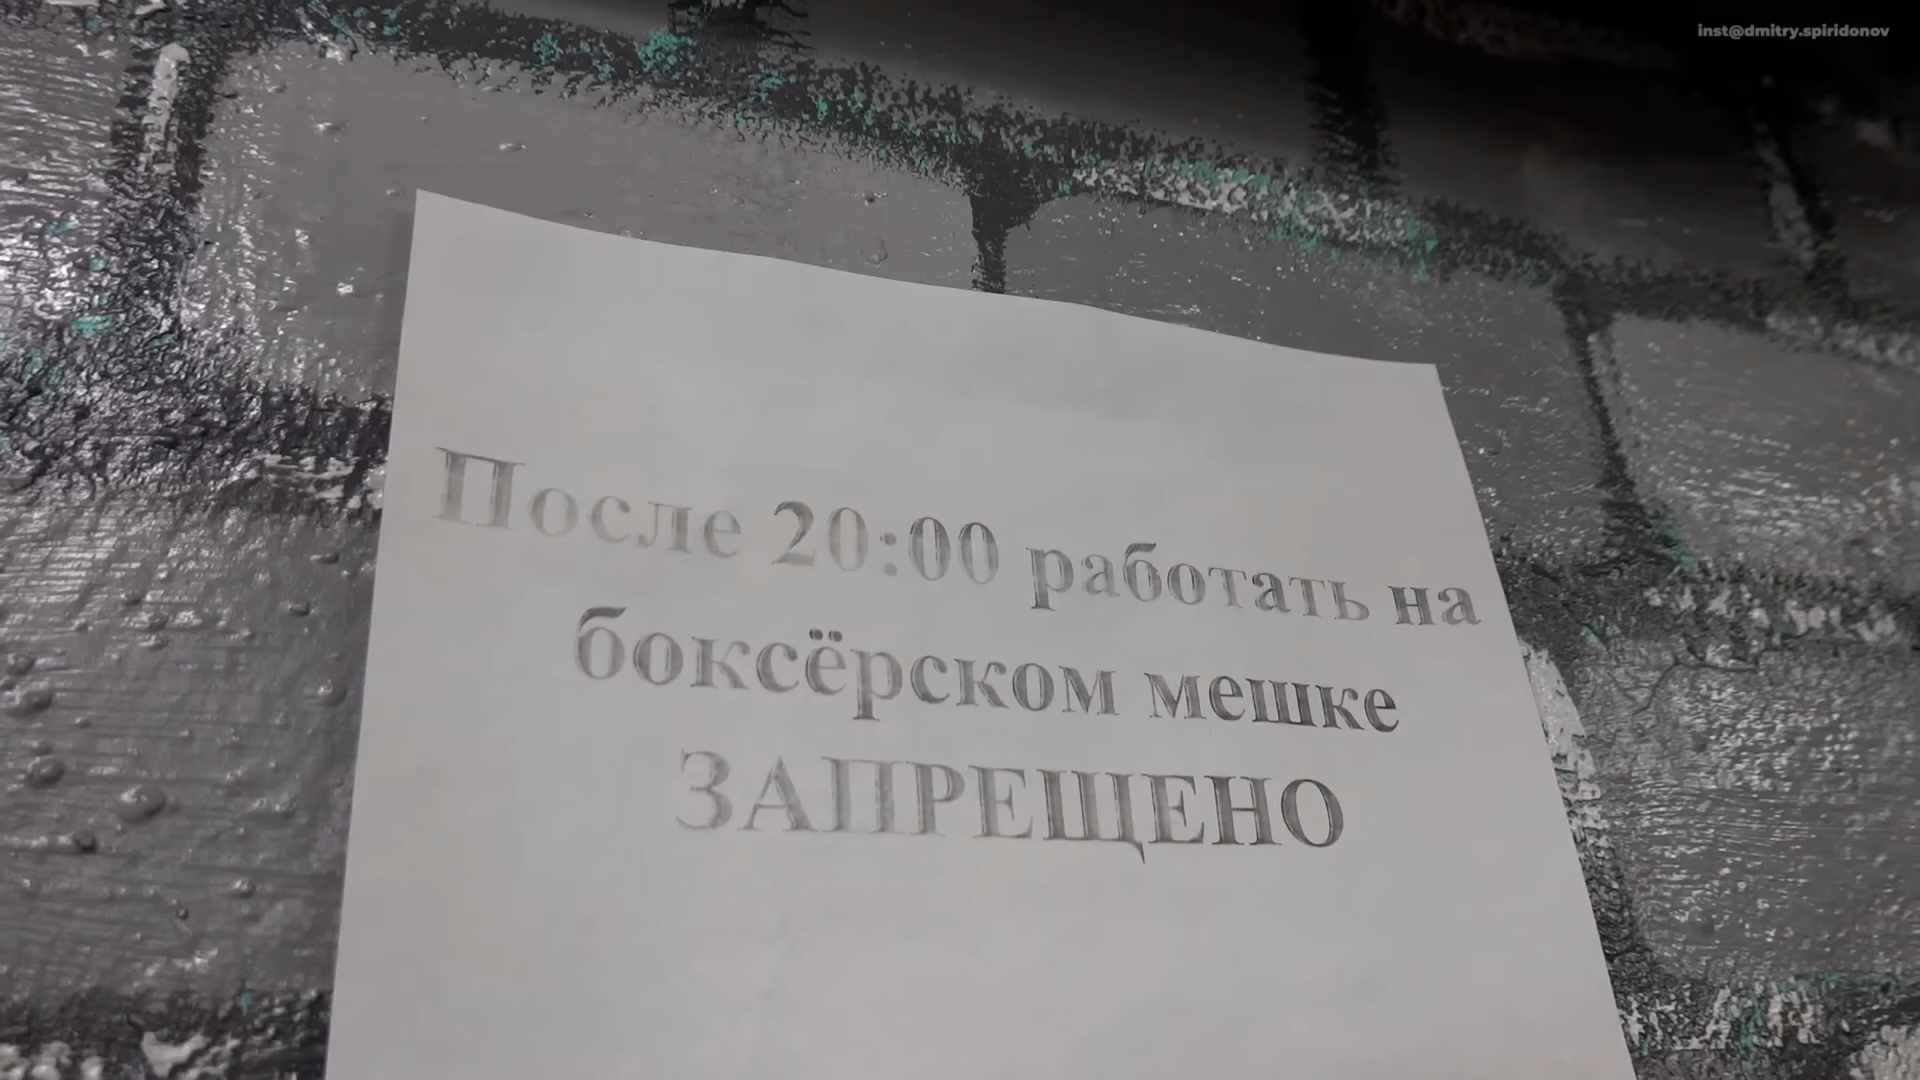 inst@dmitry.spiridonov
После 20:00 работать на
боксёрском мешке
ЗАПРЕЩЕНО